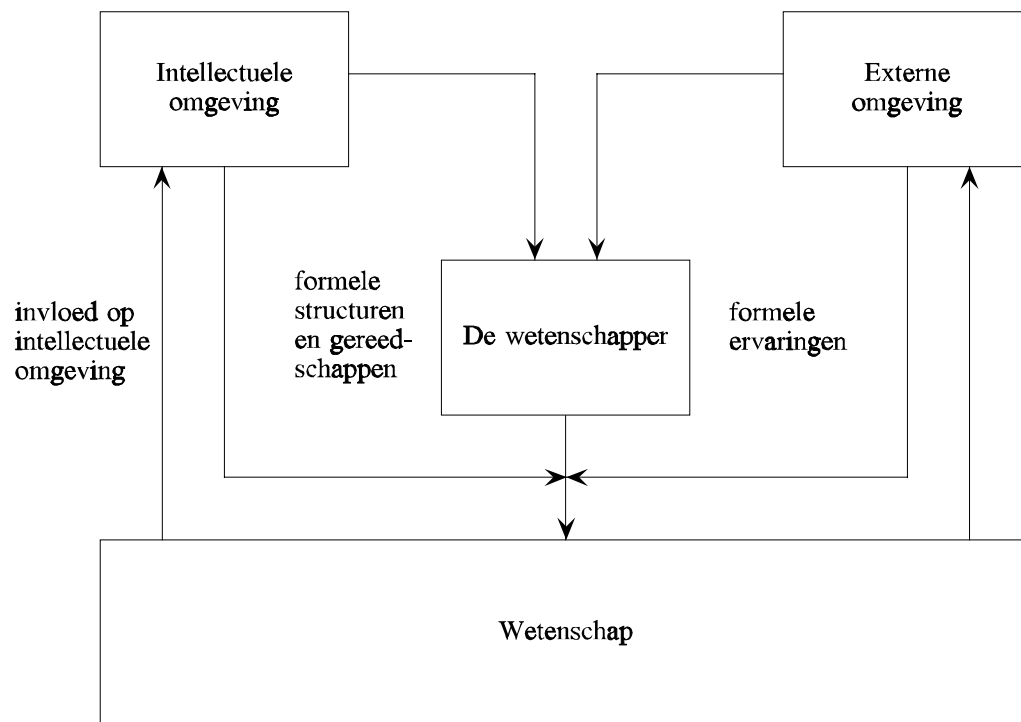 Intellectuele
omgeving
Externe
omgeving
invloed op
intellectuele
omgeving
formele
structuren
en gereed-
schappen
De wetenschapper
formele
ervaringen
Wetenschap